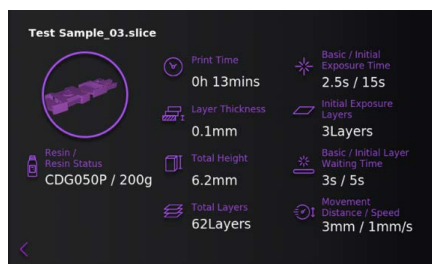 Test Sample_03.slice
Resin /
Resin Status
CDG050P / 200g
Print Time
0h 13mins
Layer Thickness
0.1mm
Total Height
6.2mm
Total Layers
62Layers
Basic / Initial
Exposure Time
2.5s / 15s
Initial Exposure
Layers
3Layers
Basic / Initial Layer
Waiting Time
3s / 5s
Movement
Distance / Speed
3mm / 1mm/s